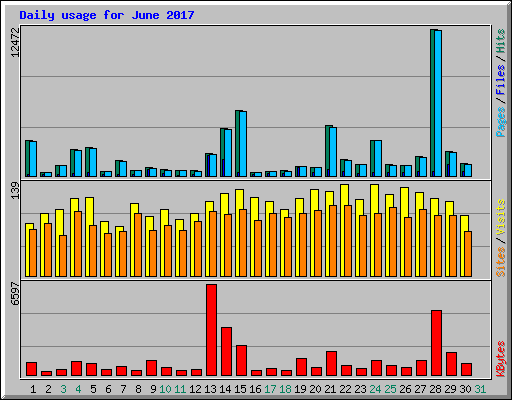 Daily usage for June 2017
12472
Pages / Files / Hits
139
Sites / Visits
6597
KBytes
1 2 3 4 5 6 7 8 9 10 11 12 13 14 15 16 17 18 19 20 21 22 23 24 25 26 27 28 29 30 31